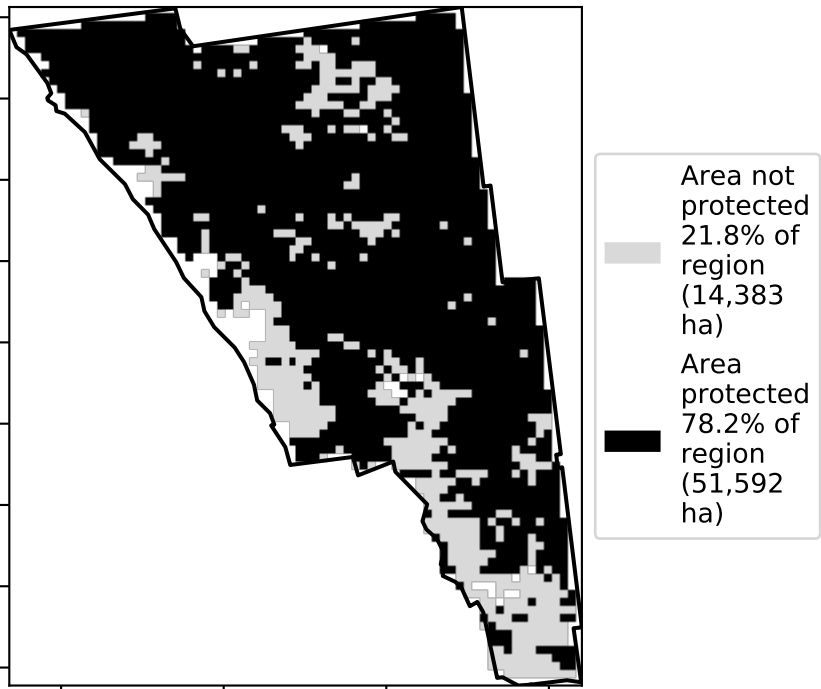 Area not
protected
21.8% of
region
(14,383
ha)
Area
protected
78.2% of
region
(51,592
ha)